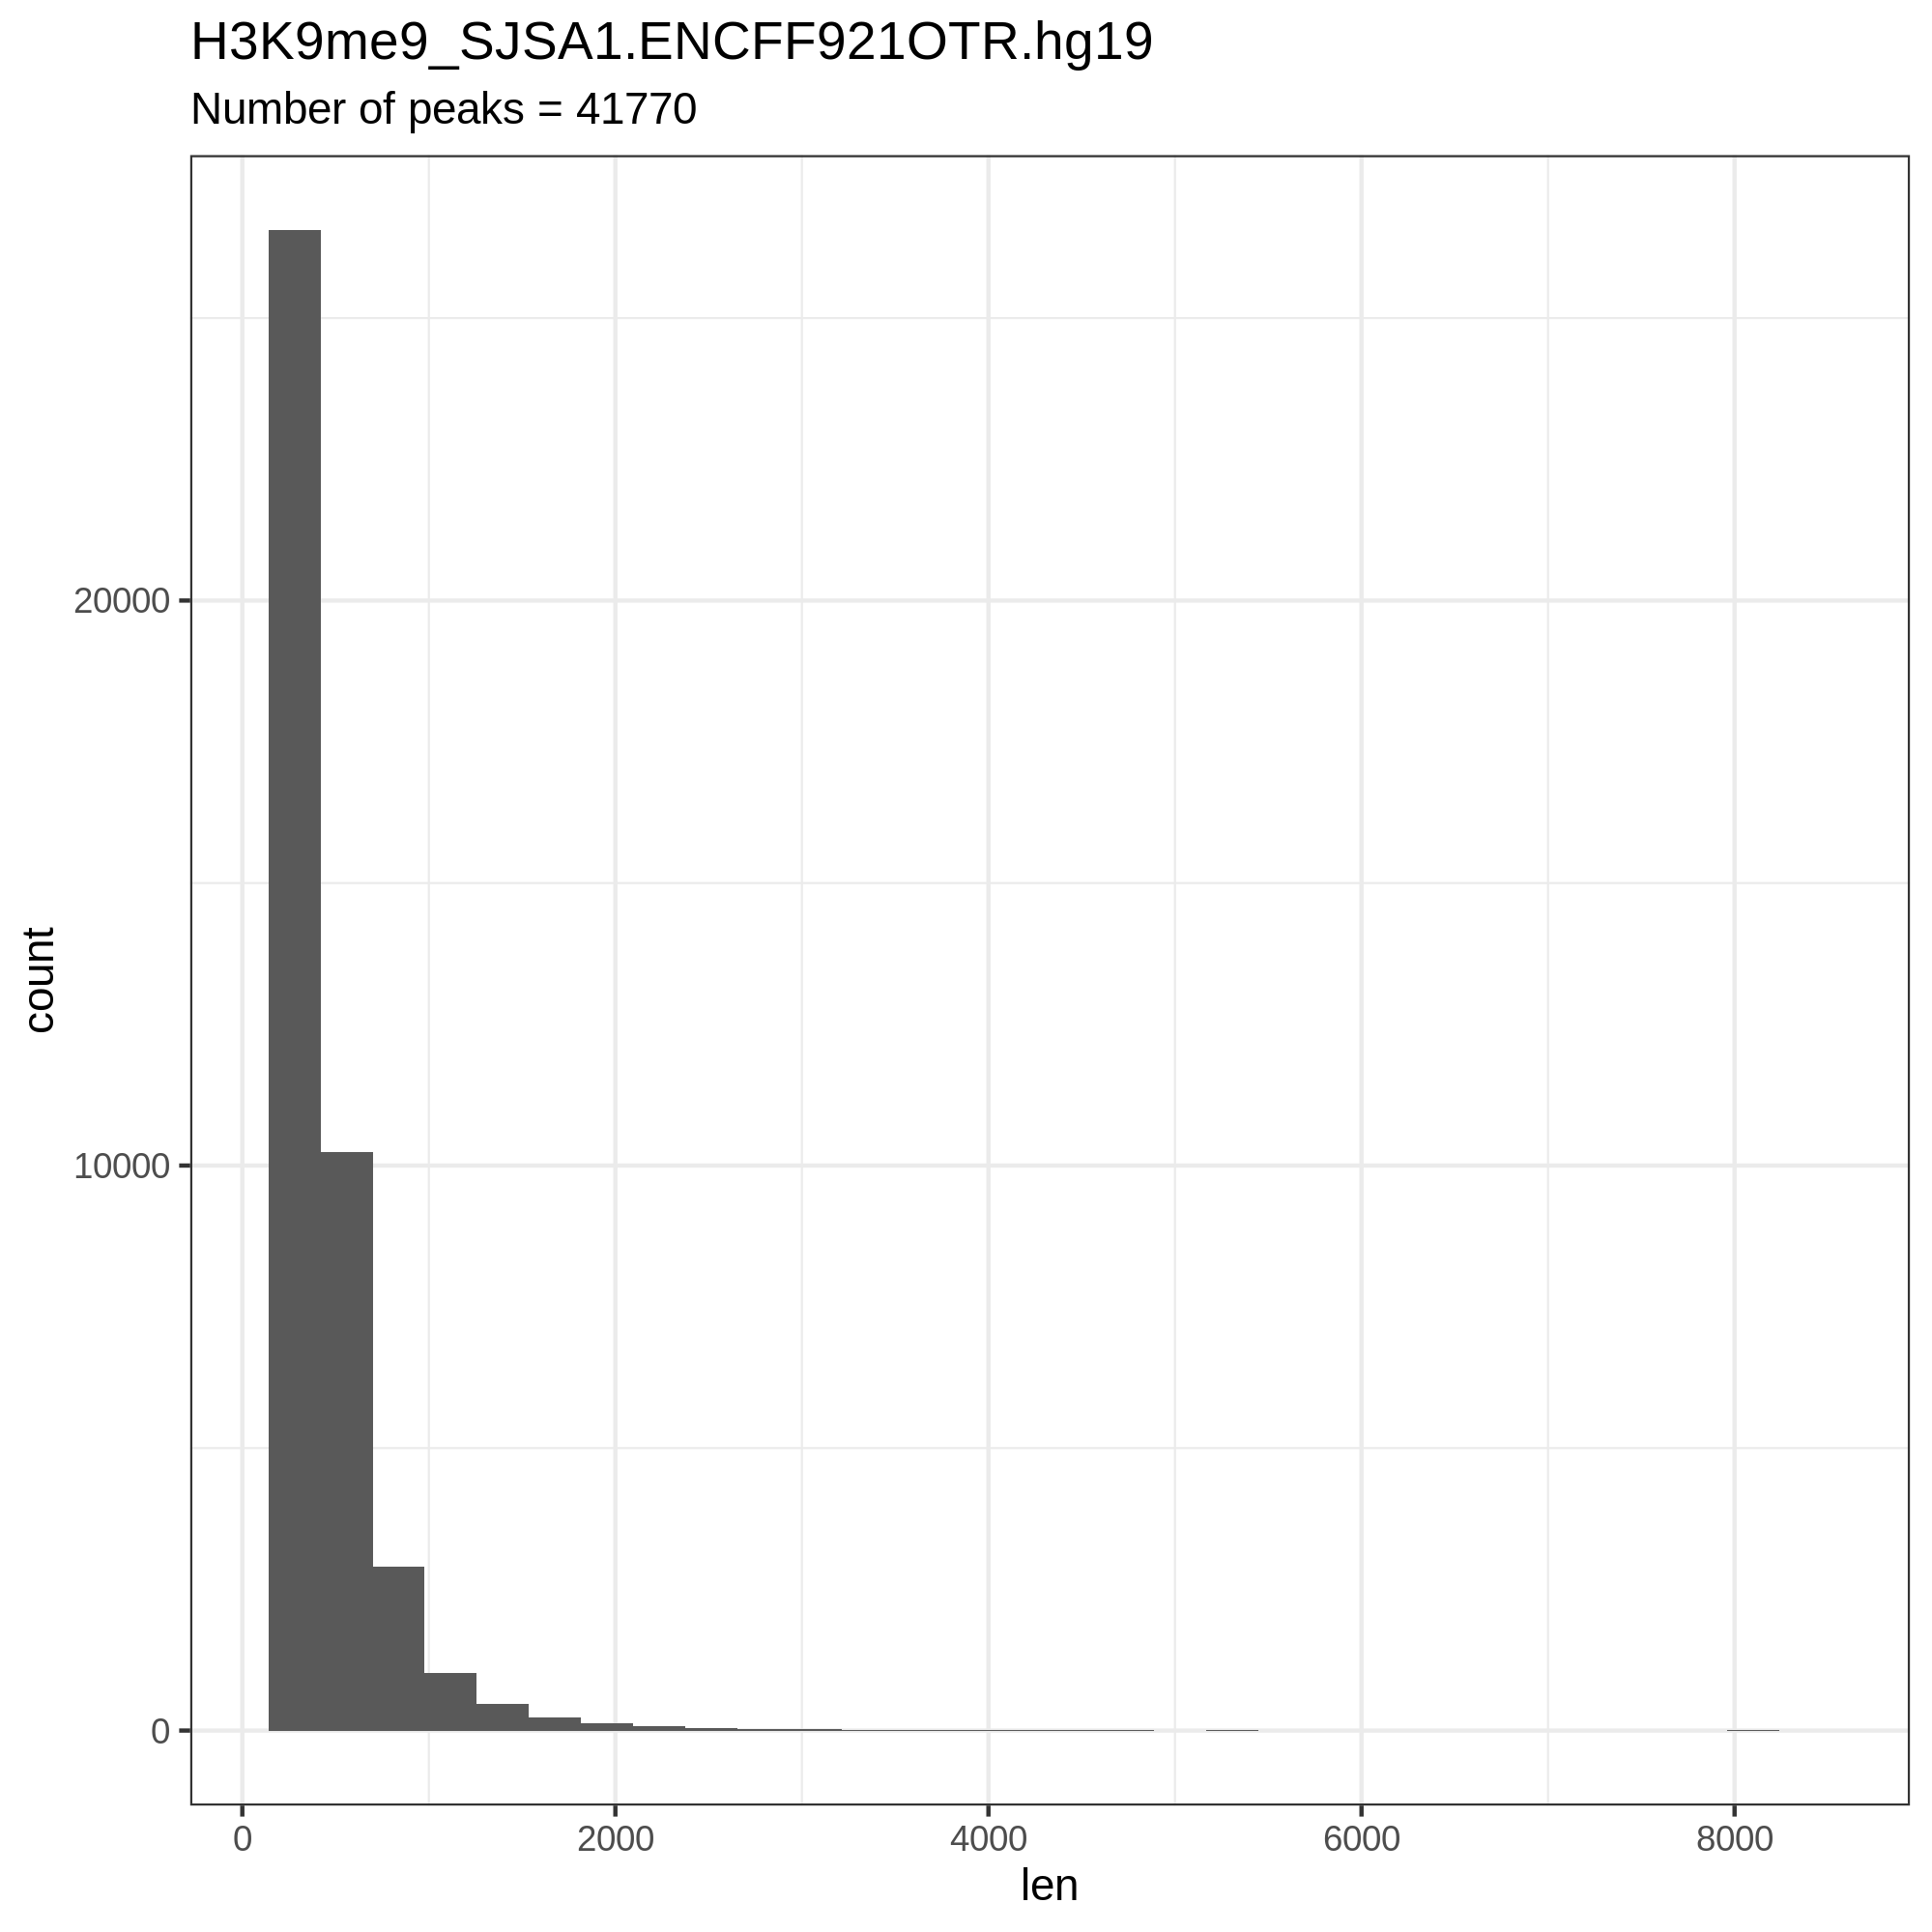 H3K9me9_SJSA1.ENCFF921OTR.hg19
Number of peaks = 41770
20000
10000
0
count
0 2000 4000 6000 8000
len